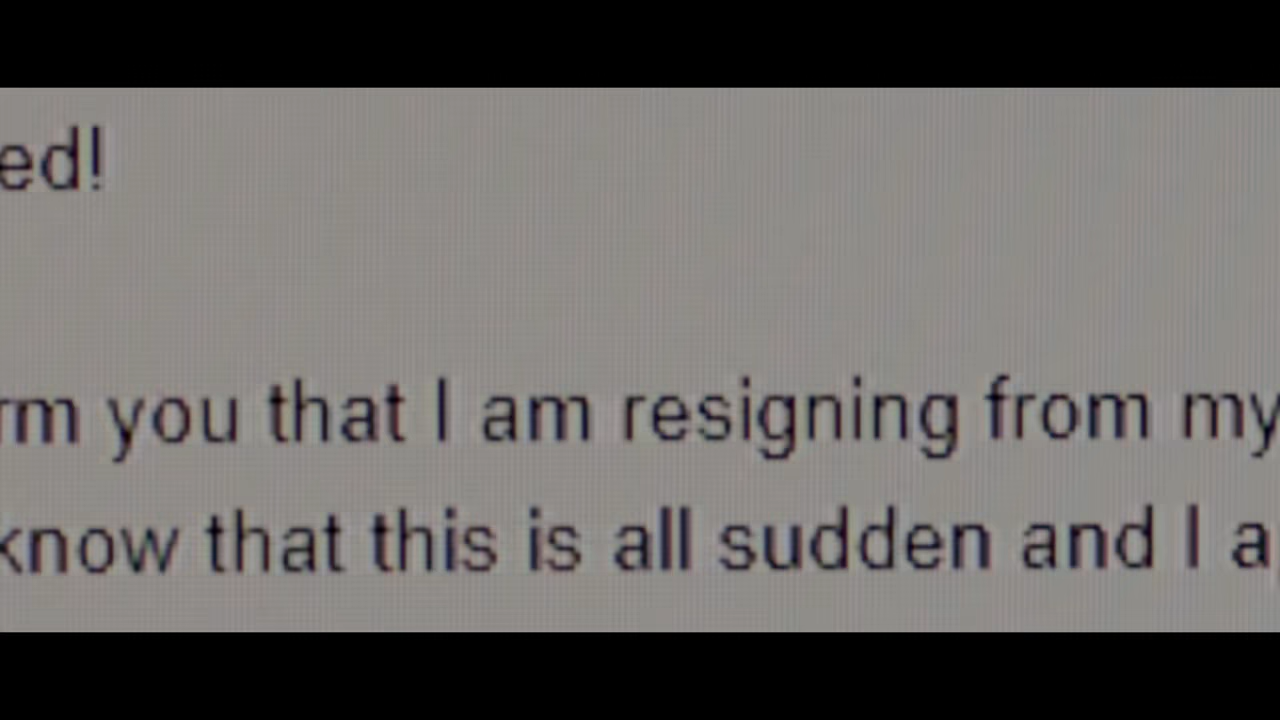 ed!
rm you that I am resigning from my
know that this is all sudden and I a